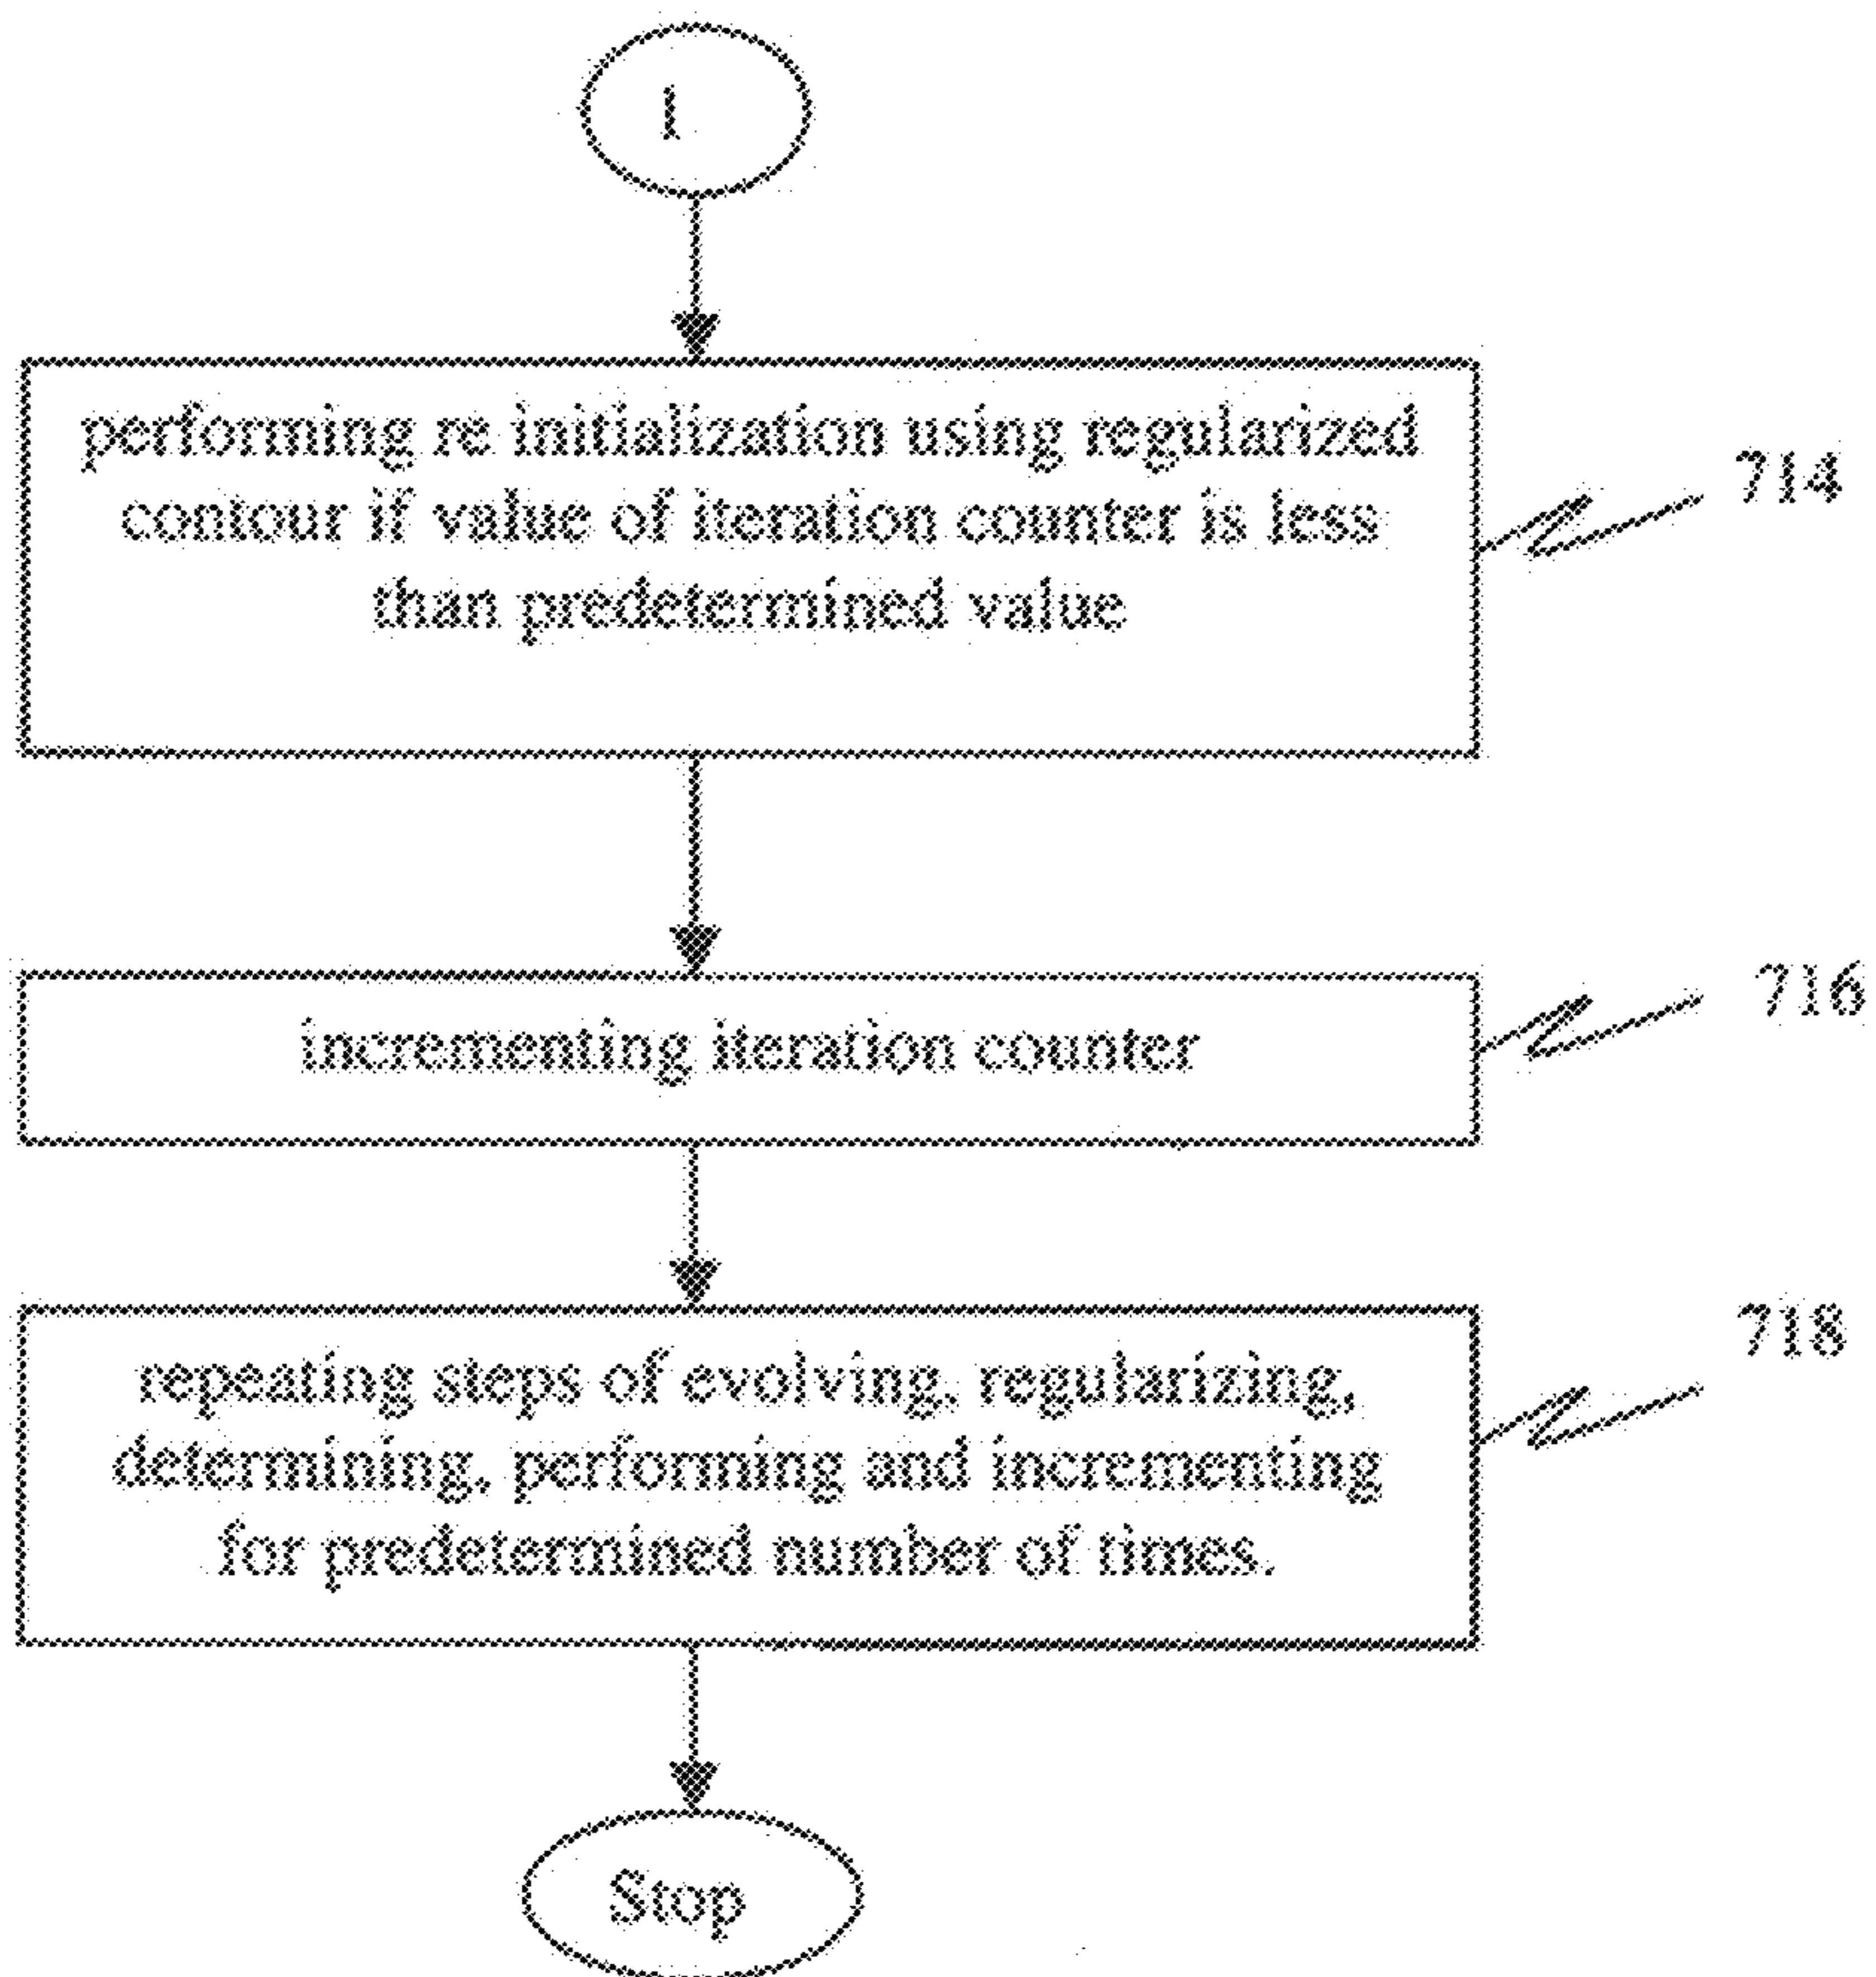 1
performing re initialization using regularized
contour if value of iteration counter is less
than predetermined value
714
incrementing iteration counter
716
repeating steps of evolving, regularizing,
determining, performing and incrementing
for predetermined number of times.
718
Stop